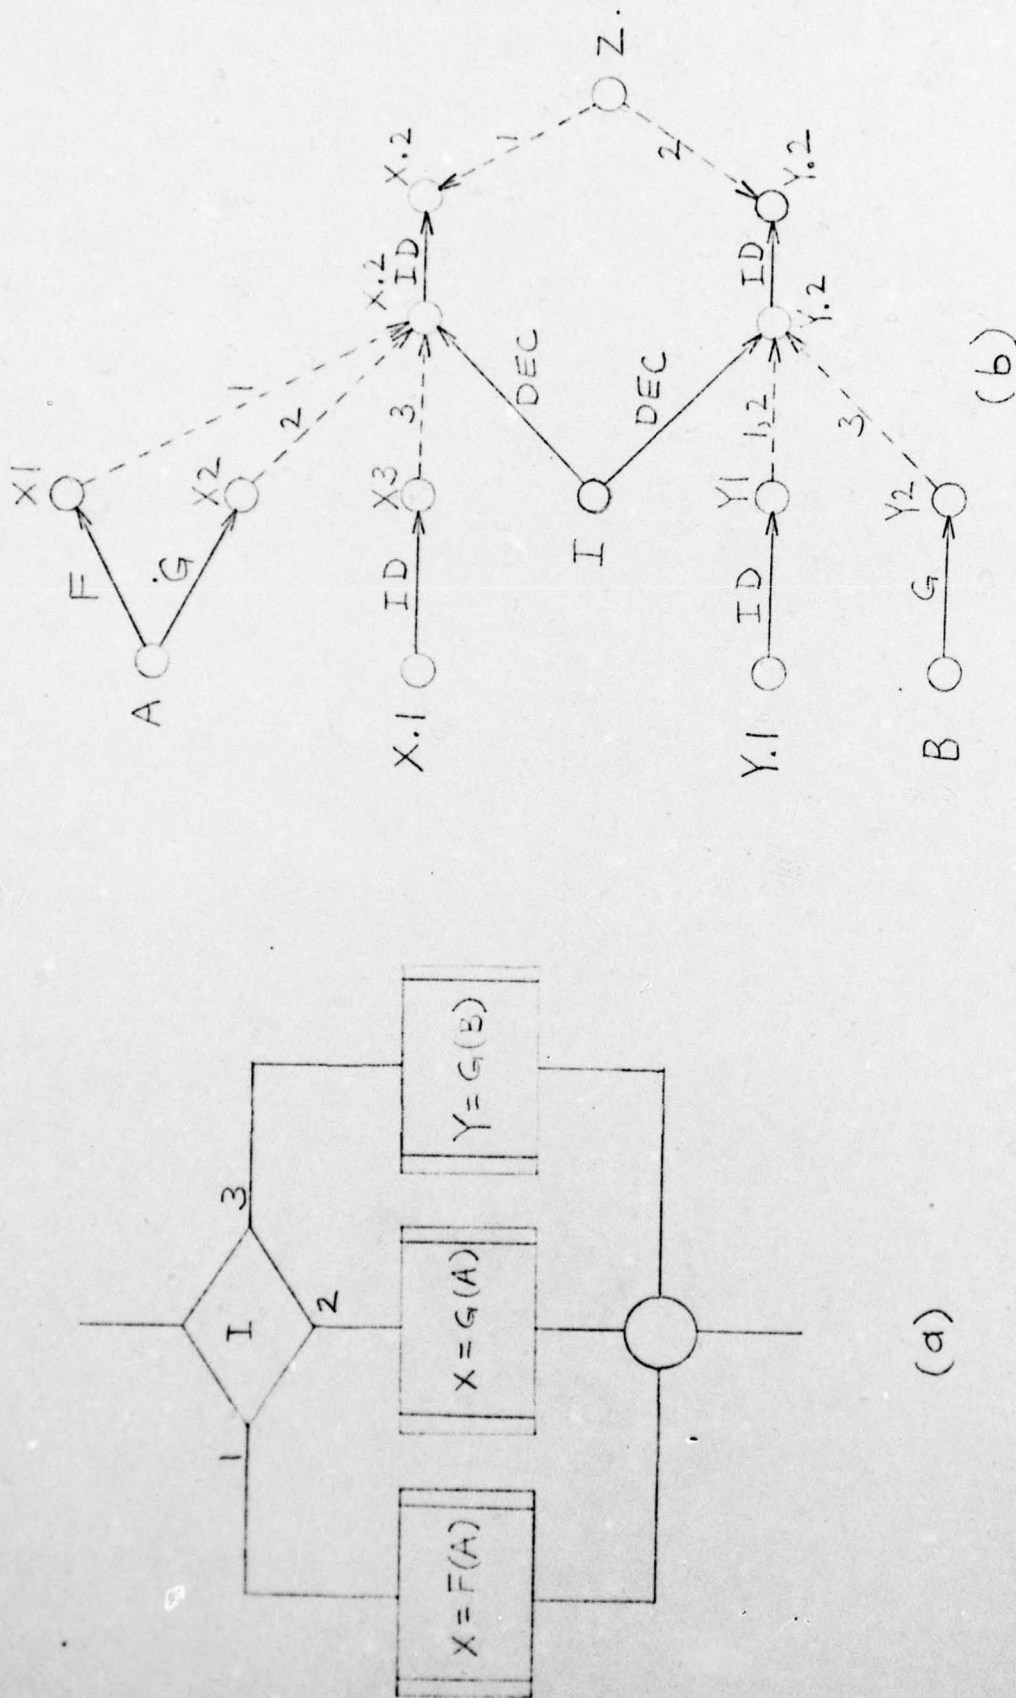 I
1
2
3
X=F(A)
X=G(A)
Y=G(B)
(a)
A
F
G
X1
X2
1
2
X.1
ID
X3
3
X.2
ID
X.2
I
DEC
DEC
1
2
Z
Y.1
ID
Y1
1,2
Y.2
ID
Y.2
B
G
Y2
3
(b)